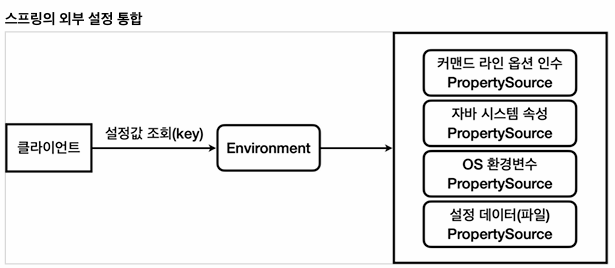 스프링의 외부 설정 통합
클라이언트
설정값 조회(key)
Environment
커맨드 라인 옵션 인수
PropertySource
자바 시스템 속성
PropertySource
OS 환경변수
PropertySource
설정 데이터(파일)
PropertySource